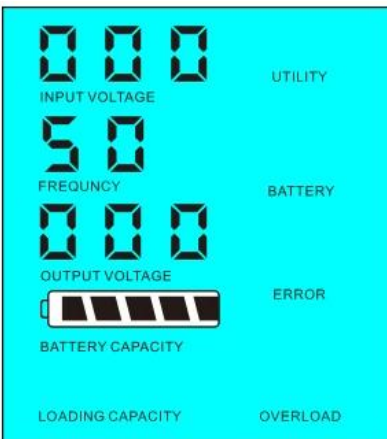 000
UTILITY
INPUT VOLTAGE
50
FREQUNCY
BATTERY
000
OUTPUT VOLTAGE
ERROR
BATTERY CAPACITY
LOADING CAPACITY
OVERLOAD